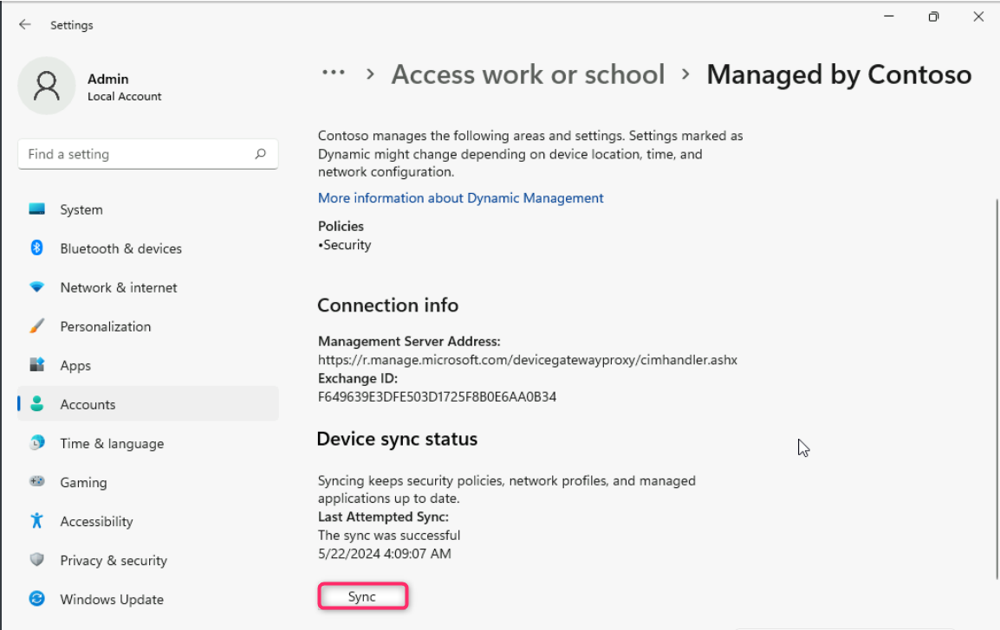 Settings
Admin
Local Account
Find a setting
System
Bluetooth & devices
Network & internet
Personalization
Apps
Accounts
Time & language
Gaming
Accessibility
Privacy & security
Windows Update
... > Access work or school > Managed by Contoso
Contoso manages the following areas and settings. Settings marked as
Dynamic might change depending on device location, time, and
network configuration.
More information about Dynamic Management
Policies
•Security
Connection info
Management Server Address:
https://r.manage.microsoft.com/devicegatewayproxy/cimhandler.ashx
Exchange ID:
F649639E3DFE503D1725F8B0E6AA0B34
Device sync status
Syncing keeps security policies, network profiles, and managed
applications up to date.
Last Attempted Sync:
The sync was successful
5/22/2024 4:09:07 AM
Sync